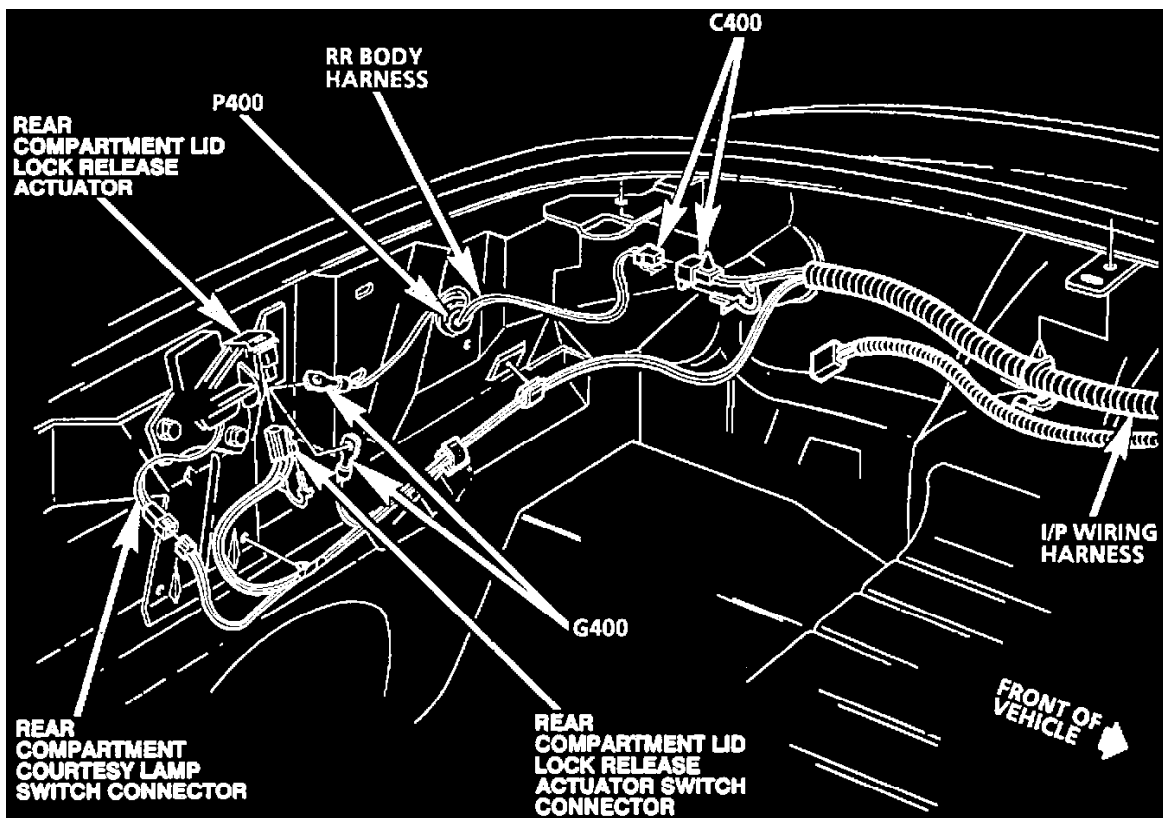 C400
RR BODY
HARNESS
P400
REAR
COMPARTMENT LID
LOCK RELEASE
ACTUATOR
I/P WIRING
HARNESS
G400
FRONT OF
VEHICLE
REAR
COMPARTMENT
COURTESY LAMP
SWITCH CONNECTOR
REAR
COMPARTMENT LID
LOCK RELEASE
ACTUATOR SWITCH
CONNECTOR